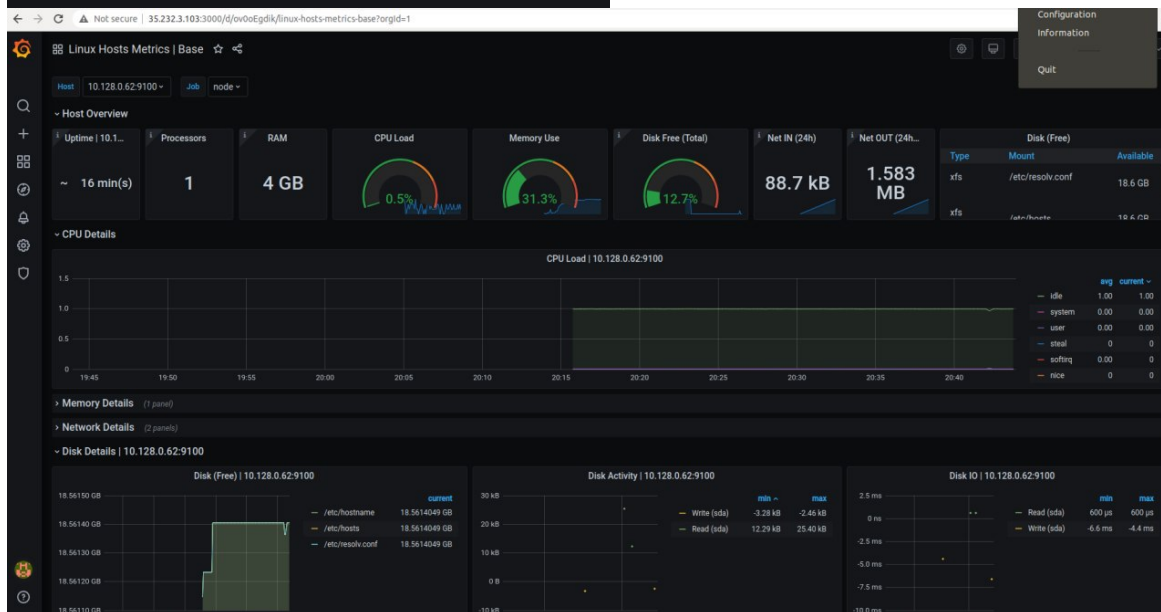 Not secure | 35.232.3.103:3000/d/ov0oEgdik/linux-hosts-metrics-base?orgId=1
Configuration
Information
Quit
Linux Hosts Metrics | Base
Host 10.128.0.62:9100 Job node
Host Overview
Uptime | 10.1... Processors RAM CPU Load Memory Use Disk Free (Total) Net IN (24h) Net OUT (24h... Disk (Free)
Type Mount Available
~ 16 min(s) 1 4 GB 0.5% 31.3% 12.7% 88.7 kB 1.583 MB
xfs /etc/resolv.conf 18.6 GB
xfs /etc/hosts 18.6 GB
CPU Details
CPU Load | 10.128.0.62:9100
1.5
1.0
0.5
0
19:45 19:50 19:55 20:00 20:05 20:10 20:15 20:20 20:25 20:30 20:35 20:40
avg current
idle 1.00 1.00
system 0.00 0.00
user 0.00 0.00
steal 0 0
softirq 0.00 0
nice 0 0
Memory Details (1 panel)
Network Details (2 panels)
Disk Details | 10.128.0.62:9100
Disk (Free) | 10.128.0.62:9100
18.56150 GB
18.56140 GB
18.56130 GB
18.56120 GB
18.56110 GB
current
/etc/hostname 18.5614049 GB
/etc/hosts 18.5614049 GB
/etc/resolv.conf 18.5614049 GB
Disk Activity | 10.128.0.62:9100
30 kB
20 kB
10 kB
0 B
-10 kB
min max
Write (sda) -3.28 kB -2.46 kB
Read (sda) 12.29 kB 25.40 kB
Disk IO | 10.128.0.62:9100
2.5 ms
0 ns
-2.5 ms
-5.0 ms
-7.5 ms
-10.0 ms
min max
Read (sda) 600 µs 600 µs
Write (sda) -6.6 ms -4.4 ms